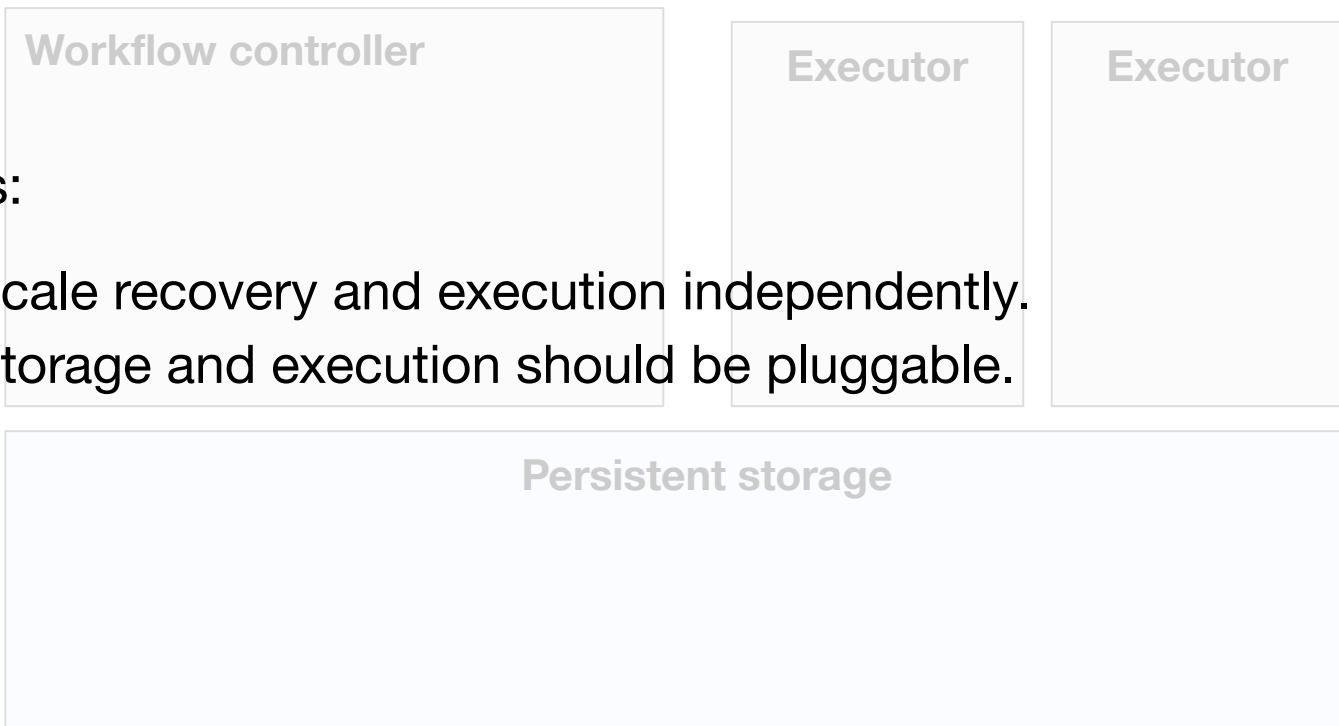 Workflow controller
Executor
Executor
s:
cale recovery and execution independently.
torage and execution should be pluggable.
Persistent storage